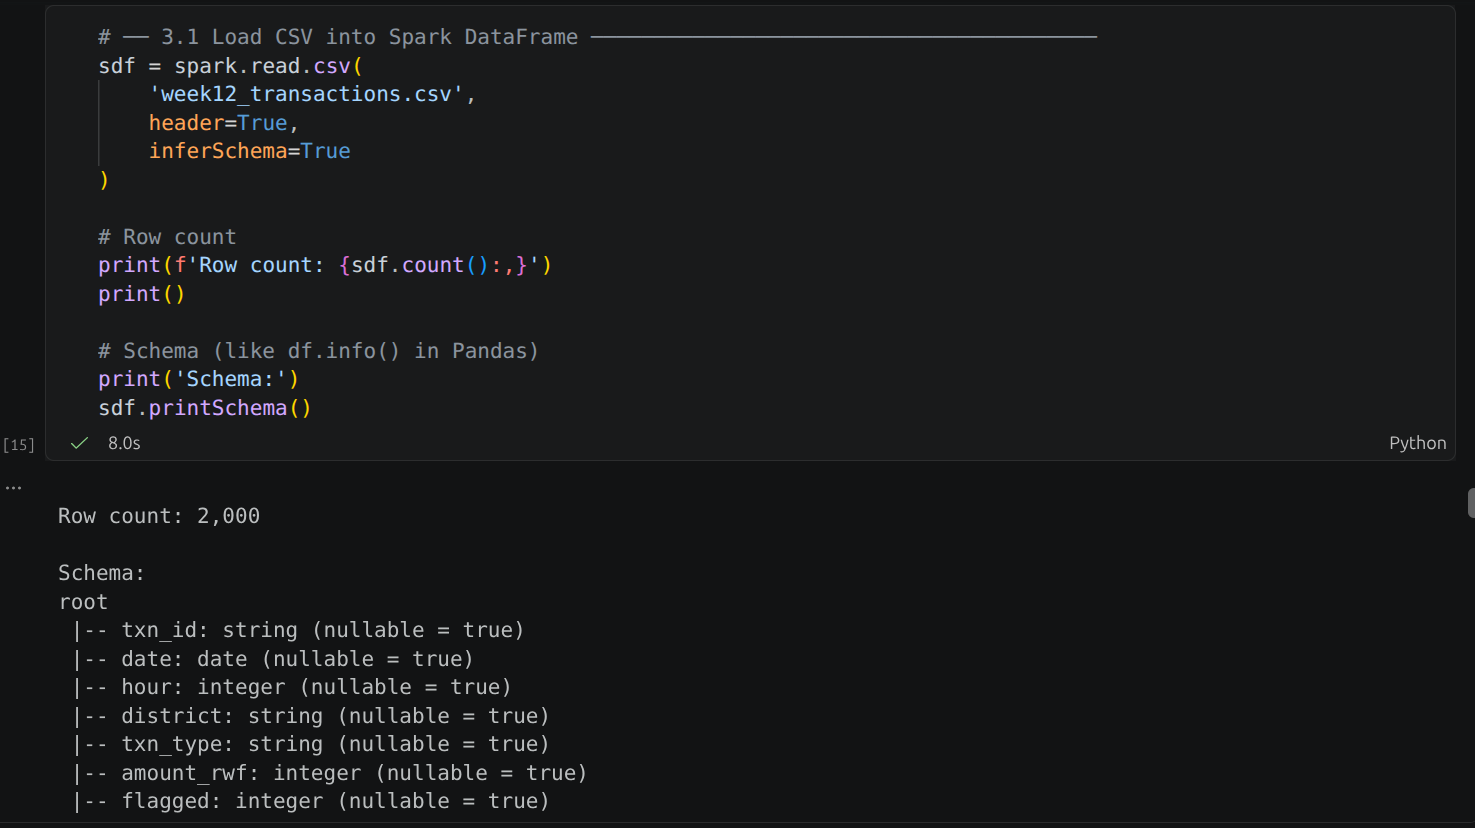 # ── 3.1 Load CSV into Spark DataFrame ────────────────────────────────────────
sdf = spark.read.csv(
    'week12_transactions.csv',
    header=True,
    inferSchema=True
)
# Row count
print(f'Row count: {sdf.count():,}')
print()
# Schema (like df.info() in Pandas)
print('Schema:')
sdf.printSchema()
[15] ✓ 8.0s Python
...
Row count: 2,000
Schema:
root
 |-- txn_id: string (nullable = true)
 |-- date: date (nullable = true)
 |-- hour: integer (nullable = true)
 |-- district: string (nullable = true)
 |-- txn_type: string (nullable = true)
 |-- amount_rwf: integer (nullable = true)
 |-- flagged: integer (nullable = true)